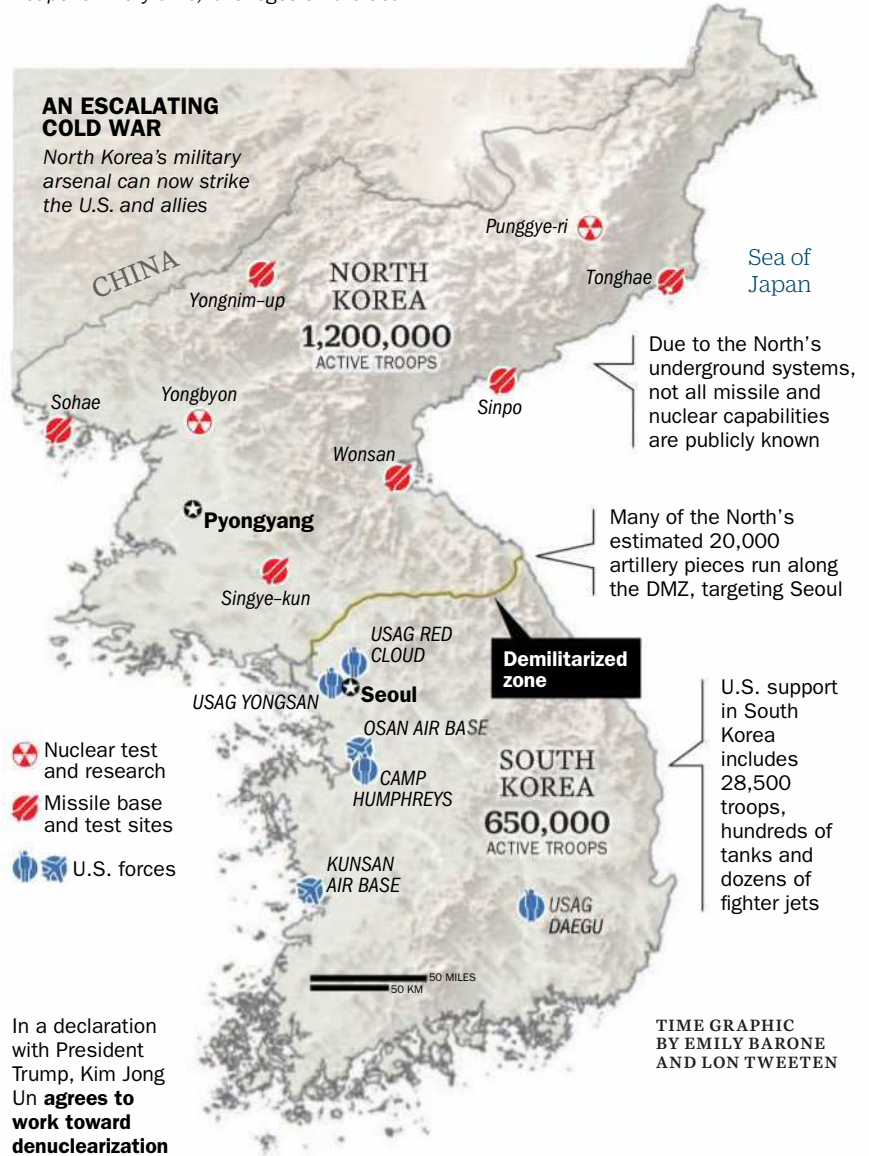 AN ESCALATING
COLD WAR
North Korea's military
arsenal can now strike
the U.S. and allies
CHINA
Yongnim–up
NORTH
KOREA
1,200,000
ACTIVE TROOPS
Punggye-ri
Tonghae
Sea of
Japan
Due to the North's
underground systems,
not all missile and
nuclear capabilities
are publicly known
Sohae
Yongbyon
Sinpo
Wonsan
Pyongyang
Many of the North's
estimated 20,000
artillery pieces run along
the DMZ, targeting Seoul
Singye–kun
USAG RED
CLOUD
Demilitarized
zone
USAG YONGSAN
Seoul
U.S. support
in South
Korea
includes
28,500
troops,
hundreds of
tanks and
dozens of
fighter jets
OSAN AIR BASE
CAMP
HUMPHREYS
SOUTH
KOREA
650,000
ACTIVE TROOPS
Nuclear test
and research
Missile base
and test sites
U.S. forces
KUNSAN
AIR BASE
USAG
DAEGU
50 MILES
50 KM
In a declaration
with President
Trump, Kim Jong
Un agrees to
work toward
denuclearization
TIME GRAPHIC
BY EMILY BARONE
AND LON TWEETEN